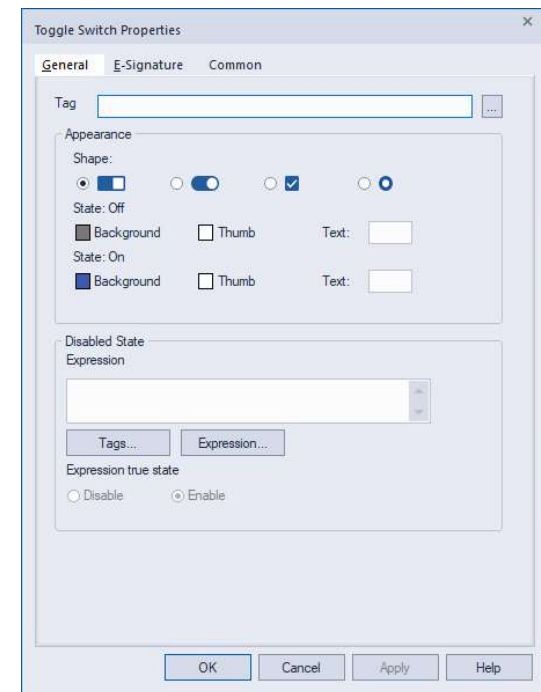 Toggle Switch Properties
General E-Signature Common
Tag ...
Appearance
Shape:
State: Off
Background Thumb Text:
State: On
Background Thumb Text:
Disabled State
Expression
Tags... Expression...
Expression true state
Disable Enable
OK Cancel Apply Help